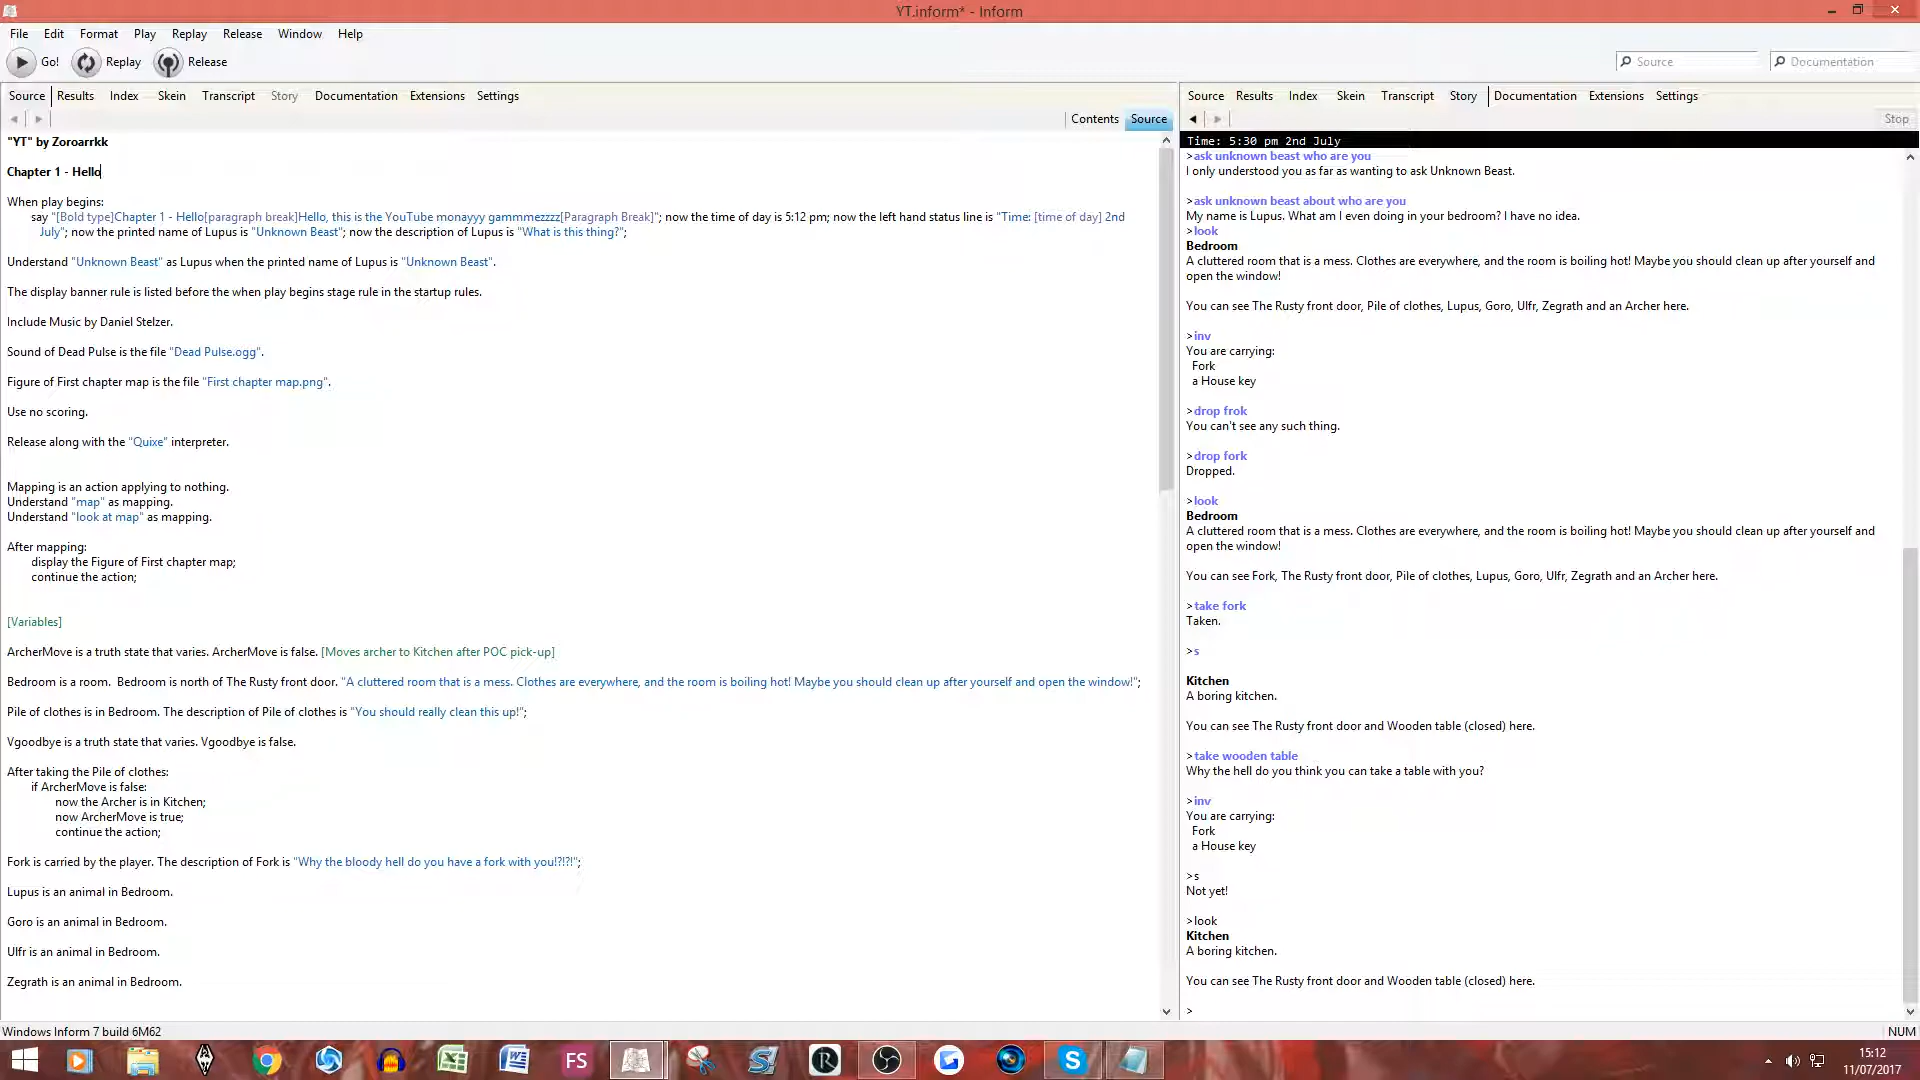 YT.inform* - Inform
File Edit Format Play Replay Release Window Help
Go! Replay Release
Source Documentation
Source Results Index Skein Transcript Story Documentation Extensions Settings
Contents Source
"YT" by Zoroarrkk
Chapter 1 - Hello
When play begins:
say "[Bold type]Chapter 1 - Hello[paragraph break]Hello, this is the YouTube monayyy gammmezzzz[Paragraph Break]"; now the time of day is 5:12 pm; now the left hand status line is "Time: [time of day] 2nd
July"; now the printed name of Lupus is "Unknown Beast"; now the description of Lupus is "What is this thing?";
Understand "Unknown Beast" as Lupus when the printed name of Lupus is "Unknown Beast".
The display banner rule is listed before the when play begins stage rule in the startup rules.
Include Music by Daniel Stelzer.
Sound of Dead Pulse is the file "Dead Pulse.ogg".
Figure of First chapter map is the file "First chapter map.png".
Use no scoring.
Release along with the "Quixe" interpreter.
Mapping is an action applying to nothing.
Understand "map" as mapping.
Understand "look at map" as mapping.
After mapping:
display the Figure of First chapter map;
continue the action;
[Variables]
ArcherMove is a truth state that varies. ArcherMove is false. [Moves archer to Kitchen after POC pick-up]
Bedroom is a room.  Bedroom is north of The Rusty front door. "A cluttered room that is a mess. Clothes are everywhere, and the room is boiling hot! Maybe you should clean up after yourself and open the window!";
Pile of clothes is in Bedroom. The description of Pile of clothes is "You should really clean this up!";
Vgoodbye is a truth state that varies. Vgoodbye is false.
After taking the Pile of clothes:
if ArcherMove is false:
now the Archer is in Kitchen;
now ArcherMove is true;
continue the action;
Fork is carried by the player. The description of Fork is "Why the bloody hell do you have a fork with you!?!?!";
Lupus is an animal in Bedroom.
Goro is an animal in Bedroom.
Ulfr is an animal in Bedroom.
Zegrath is an animal in Bedroom.
Source Results Index Skein Transcript Story Documentation Extensions Settings
Stop
Time: 5:30 pm 2nd July
>ask unknown beast who are you
I only understood you as far as wanting to ask Unknown Beast.
>ask unknown beast about who are you
My name is Lupus. What am I even doing in your bedroom? I have no idea.
>look
Bedroom
A cluttered room that is a mess. Clothes are everywhere, and the room is boiling hot! Maybe you should clean up after yourself and
open the window!
You can see The Rusty front door, Pile of clothes, Lupus, Goro, Ulfr, Zegrath and an Archer here.
>inv
You are carrying:
Fork
a House key
>drop frok
You can't see any such thing.
>drop fork
Dropped.
>look
Bedroom
A cluttered room that is a mess. Clothes are everywhere, and the room is boiling hot! Maybe you should clean up after yourself and
open the window!
You can see Fork, The Rusty front door, Pile of clothes, Lupus, Goro, Ulfr, Zegrath and an Archer here.
>take fork
Taken.
>s
Kitchen
A boring kitchen.
You can see The Rusty front door and Wooden table (closed) here.
>take wooden table
Why the hell do you think you can take a table with you?
>inv
You are carrying:
Fork
a House key
>s
Not yet!
>look
Kitchen
A boring kitchen.
You can see The Rusty front door and Wooden table (closed) here.
>
Windows Inform 7 build 6M62
NUM
FS
15:12
11/07/2017